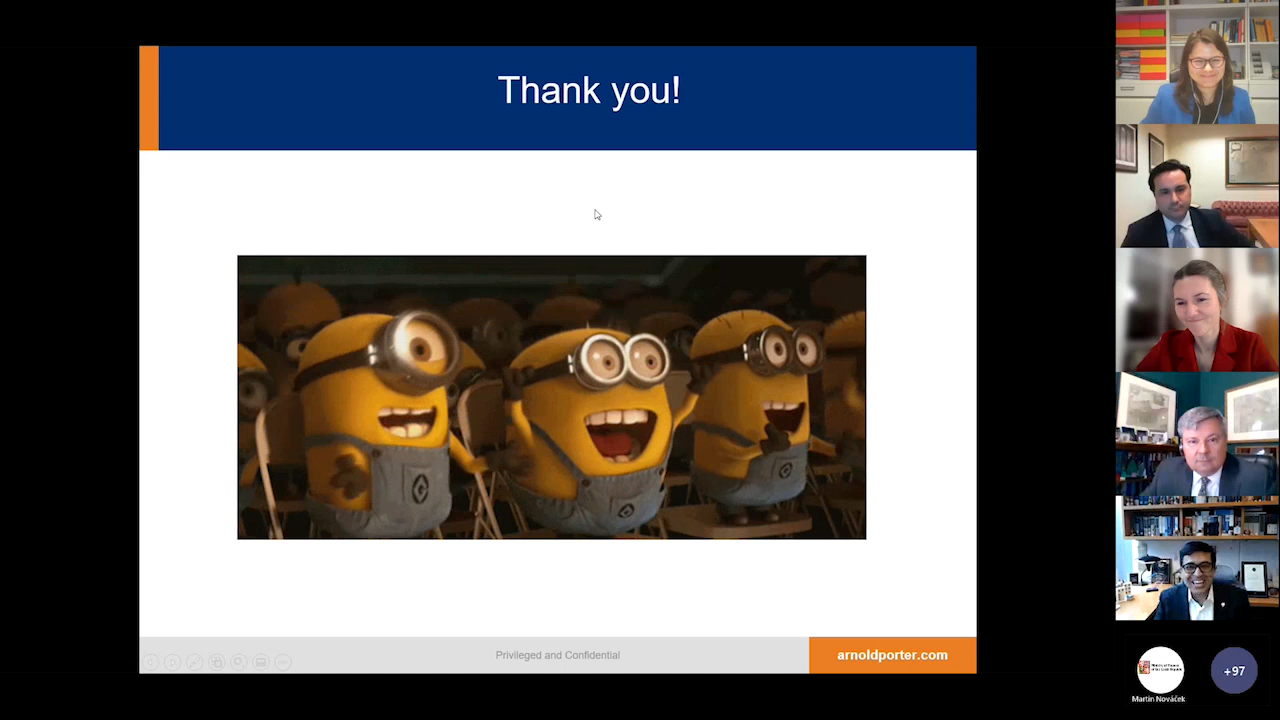 Thank you!
Privileged and Confidential
arnoldporter.com
+97
Martin Nováček